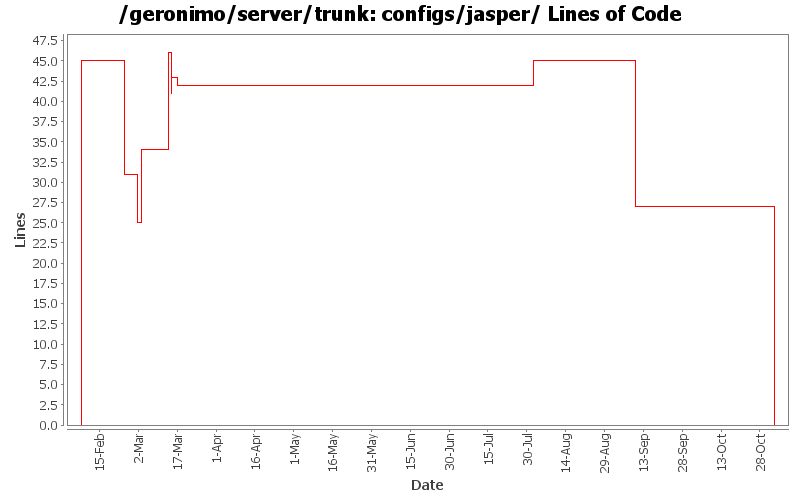 /geronimo/server/trunk: configs/jasper/ Lines of Code
47.5
45.0
42.5
40.0
37.5
35.0
32.5
30.0
27.5
25.0
22.5
20.0
17.5
15.0
12.5
10.0
7.5
5.0
2.5
0.0
Lines
15-Feb
2-Mar
17-Mar
1-Apr
16-Apr
1-May
16-May
31-May
15-Jun
30-Jun
15-Jul
30-Jul
14-Aug
29-Aug
13-Sep
28-Sep
13-Oct
28-Oct
Date